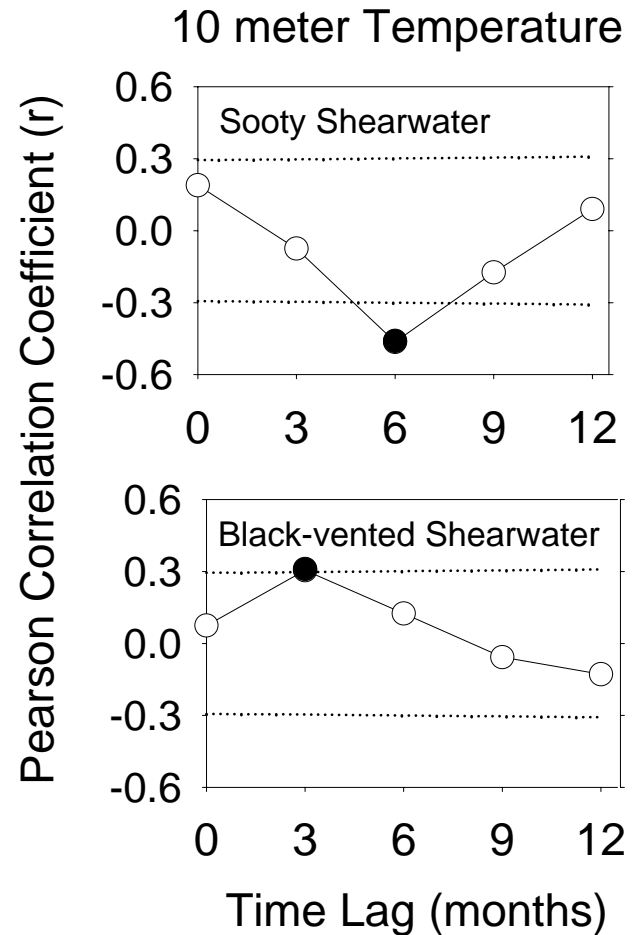 10 meter Temperature
Pearson Correlation Coefficient (r)
0.6
Sooty Shearwater
0.3
0.0
-0.3
-0.6
0 3 6 9 12
0.6
Black-vented Shearwater
0.3
0.0
-0.3
-0.6
0 3 6 9 12
Time Lag (months)